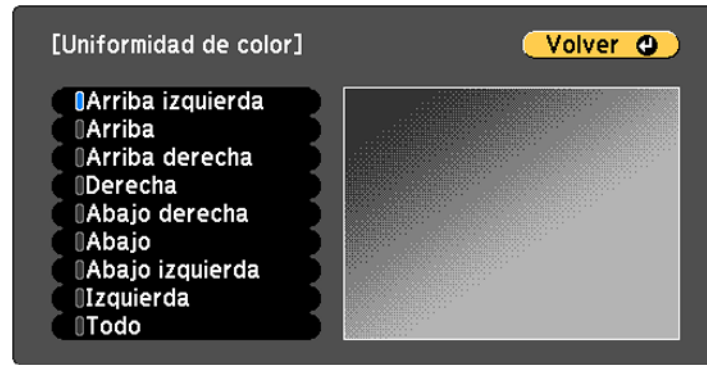 [Uniformidad de color]
Volver
Arriba izquierda
Arriba
Arriba derecha
Derecha
Abajo derecha
Abajo
Abajo izquierda
Izquierda
Todo